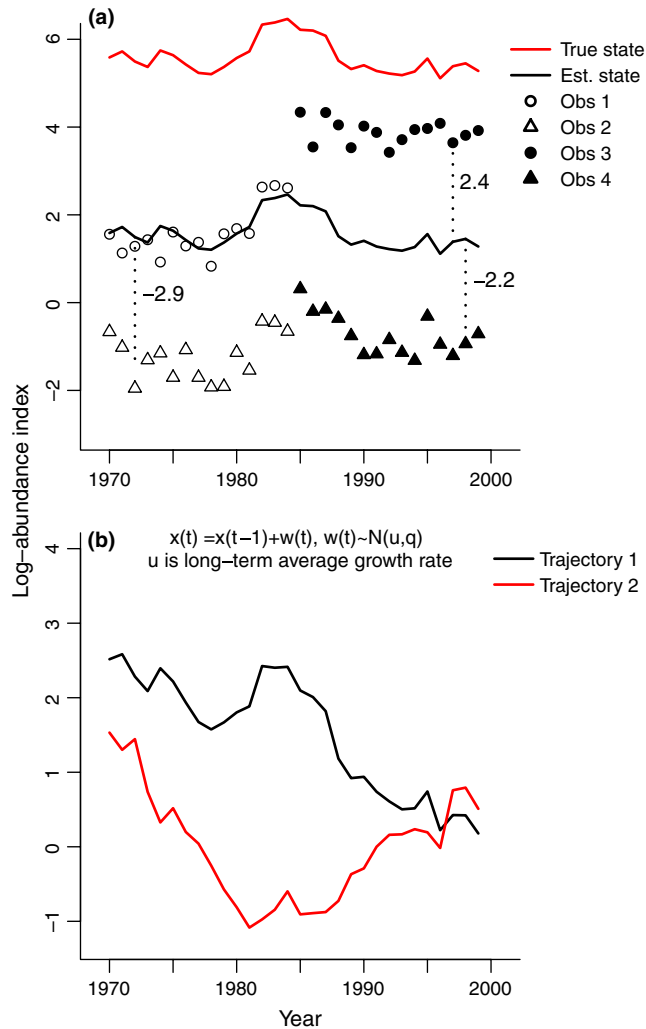 (a)
True state
Est. state
Obs 1
Obs 2
Obs 3
Obs 4
6
4
2
0
−2
2.4
−2.9
−2.2
1970 1980 1990 2000
Log−abundance index
(b)
x(t) =x(t−1)+w(t), w(t)~N(u,q)
u is long−term average growth rate
Trajectory 1
Trajectory 2
4
3
2
1
0
−1
1970 1980 1990 2000
Year